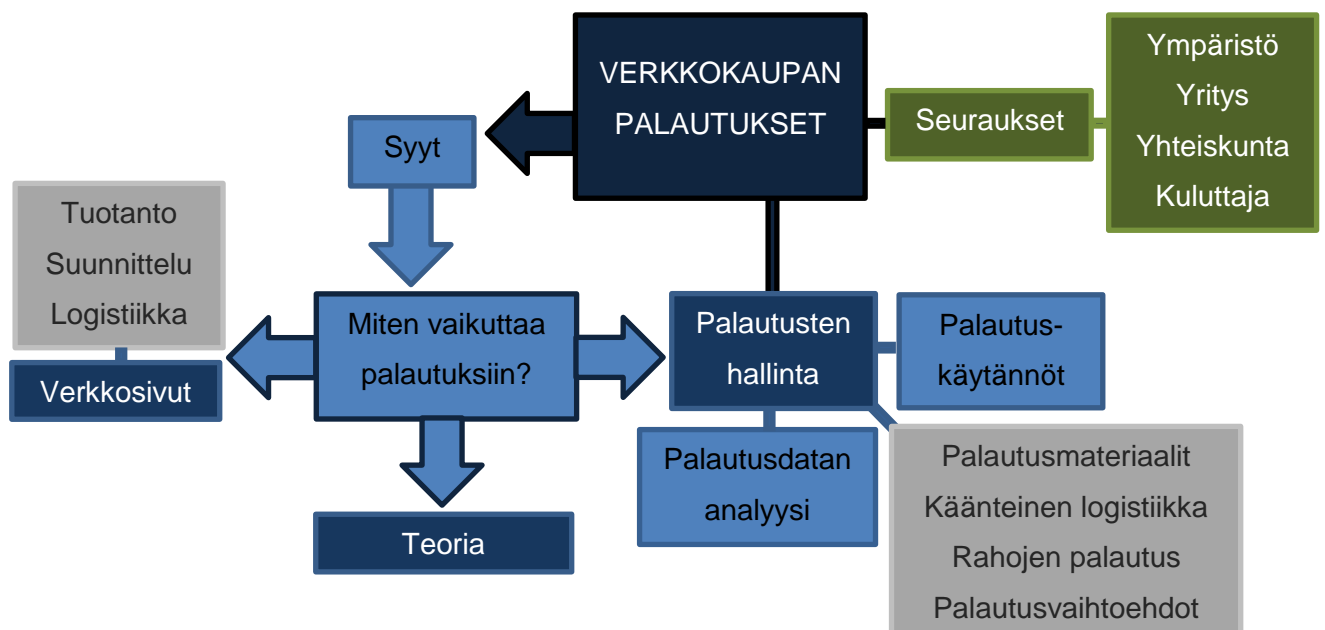 VERKKOKAUPAN
PALAUTUKSET
Seuraukset
Ympäristö
Yritys
Yhteiskunta
Kuluttaja
Syyt
Tuotanto
Suunnittelu
Logistiikka
Verkkosivut
Miten vaikuttaa
palautuksiin?
Teoria
Palautusten
hallinta
Palautus-
käytännöt
Palautusdatan
analyysi
Palautusmateriaalit
Käänteinen logistiikka
Rahojen palautus
Palautusvaihtoehdot